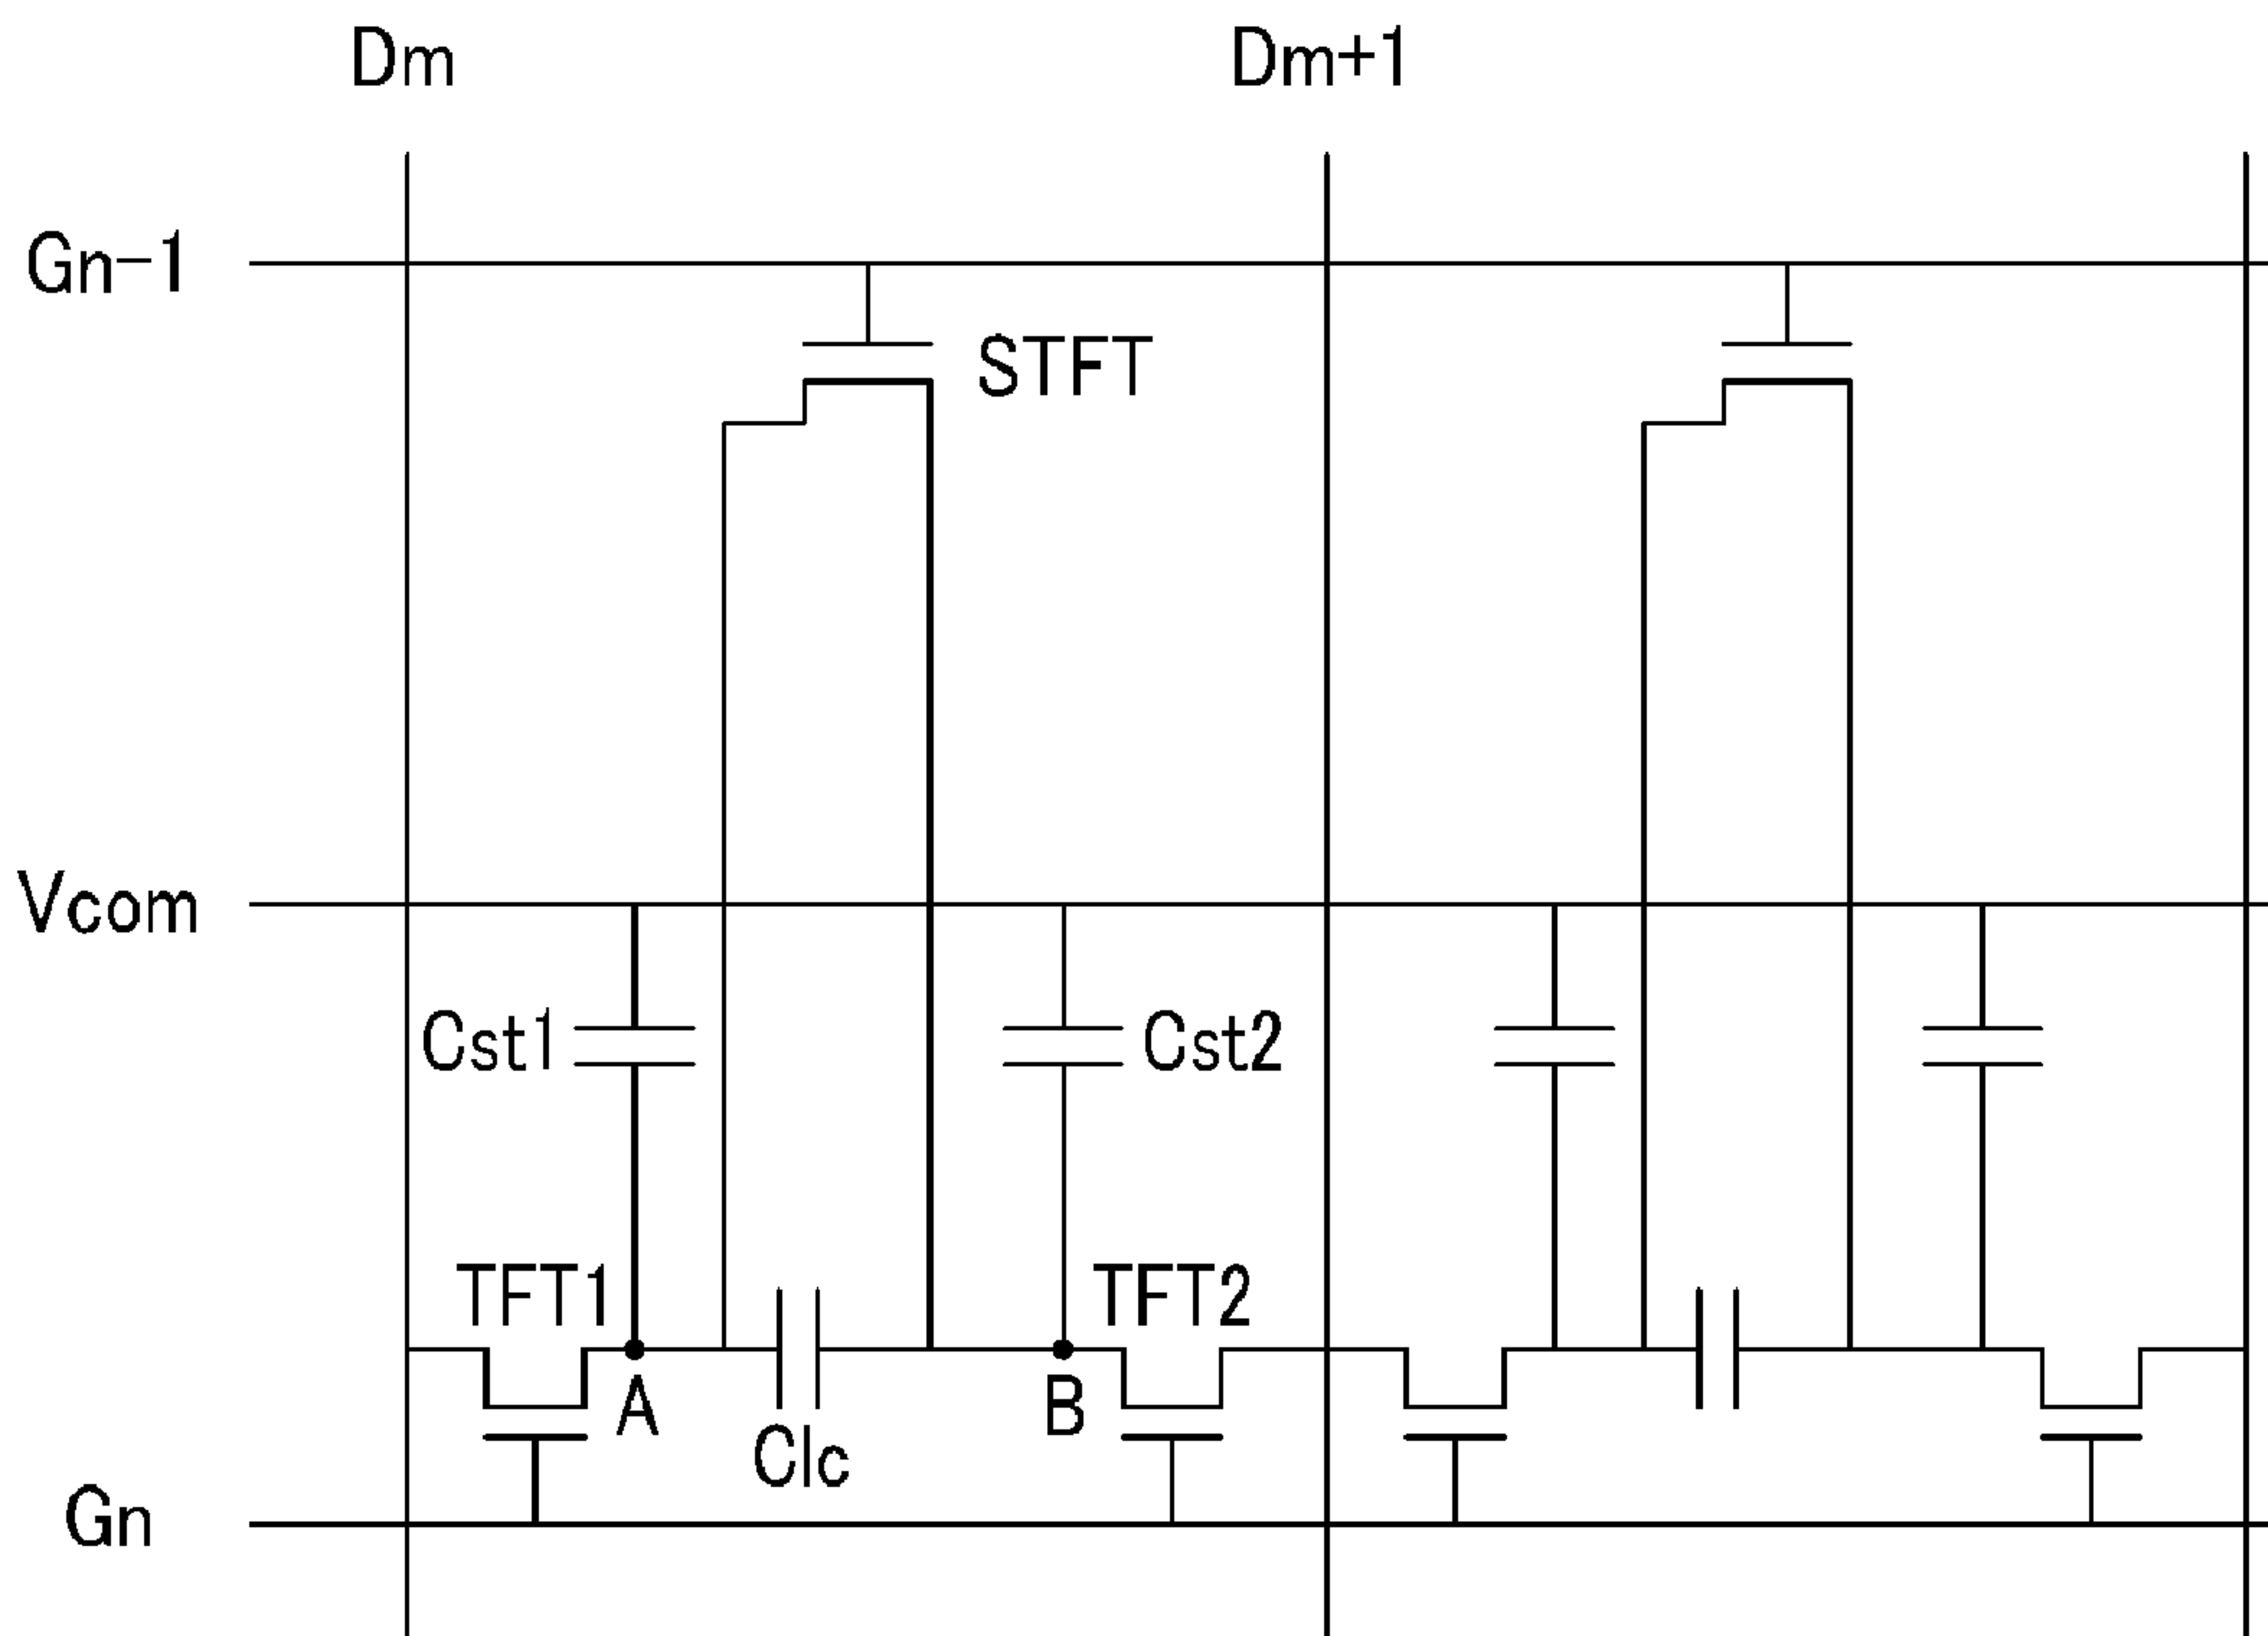 Dm Dm+1
Gn-1
STFT
Vcom
Cst1 Cst2
TFT1 TFT2
A B
Clc
Gn